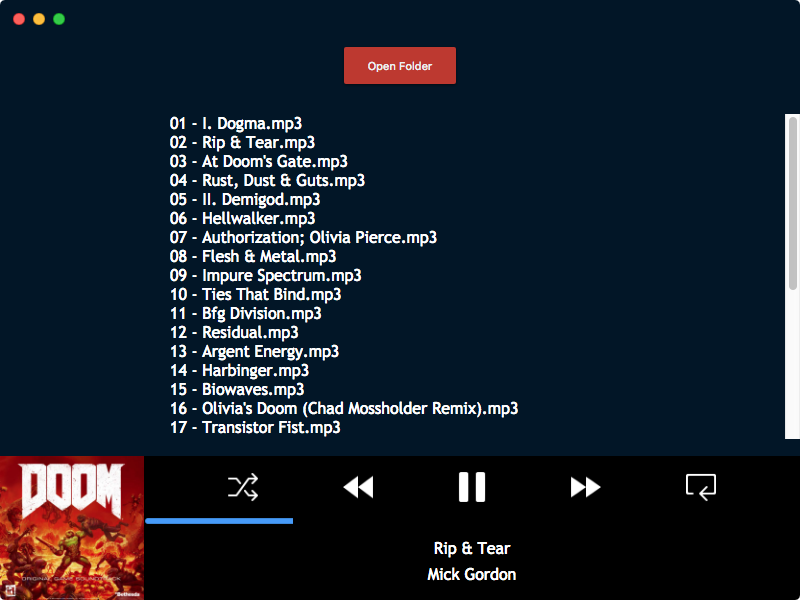 Open Folder
01 - I. Dogma.mp3
02 - Rip & Tear.mp3
03 - At Doom's Gate.mp3
04 - Rust, Dust & Guts.mp3
05 - II. Demigod.mp3
06 - Hellwalker.mp3
07 - Authorization; Olivia Pierce.mp3
08 - Flesh & Metal.mp3
09 - Impure Spectrum.mp3
10 - Ties That Bind.mp3
11 - Bfg Division.mp3
12 - Residual.mp3
13 - Argent Energy.mp3
14 - Harbinger.mp3
15 - Biowaves.mp3
16 - Olivia's Doom (Chad Mossholder Remix).mp3
17 - Transistor Fist.mp3
DOOM
ORIGINAL GAME SOUNDTRACK
Bethesda
Rip & Tear
Mick Gordon